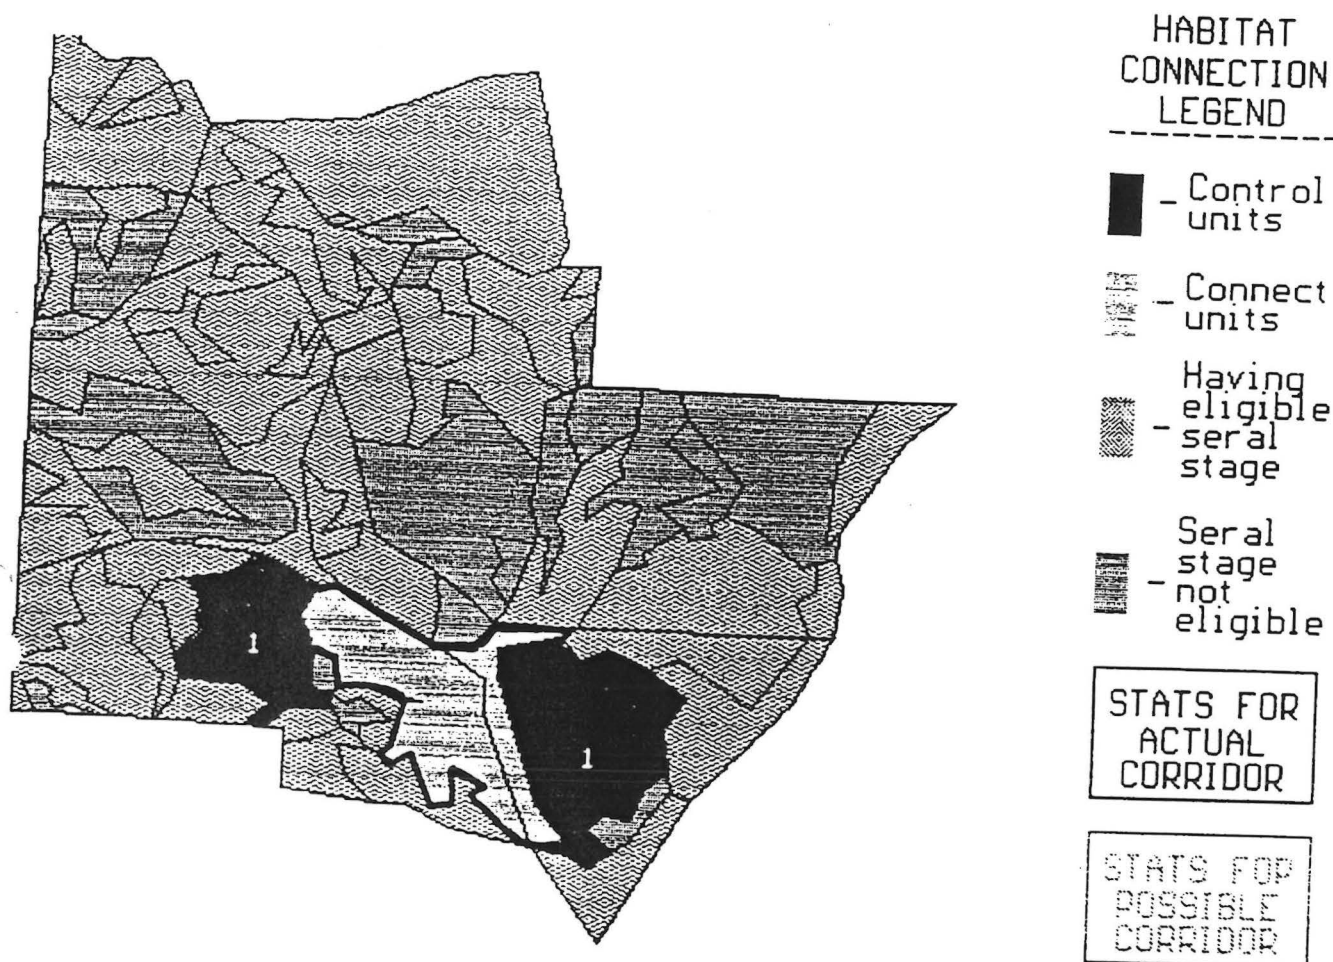 HABITAT
CONNECTION
LEGEND
- Control
units
- Connect
units
Having
eligible
- seral
stage
Seral
stage
- not
eligible
STATS FOR
ACTUAL
CORRIDOR
STATS FOR
POSSIBLE
CORRIDOR
1
1